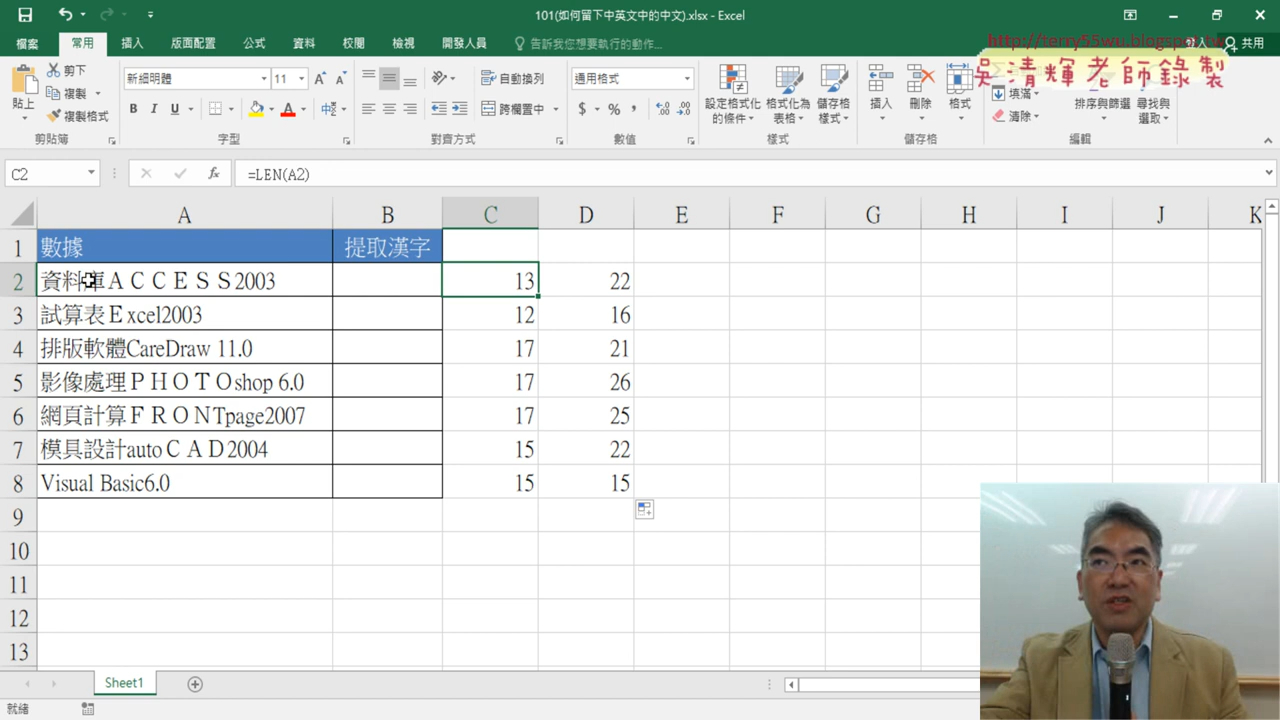 101(如何留下中英文中的中文).xlsx - Excel
檔案 常用 插入 版面配置 公式 資料 校閱 檢視 開發人員 告訴我您想要執行的動作... 共用
http://terry55wu.blogspot.tw
吳清輝老師錄製
貼上 剪下 複製 複製格式 剪貼簿
新細明體 11 B I U 字型
自動換列 跨欄置中 對齊方式
通用格式 $ % , 數值
設定格式化的條件 格式化為表格 儲存格樣式 樣式
插入 刪除 格式 儲存格
填滿 清除 排序與篩選 尋找與選取 編輯
C2 fx =LEN(A2)
A B C D E F G H I J K
1 數據 提取漢字
2 資料庫ＡＣＣＥＳＳ2003 13 22
3 試算表Ｅxcel2003 12 16
4 排版軟體CareDraw 11.0 17 21
5 影像處理ＰＨＯＴＯshop 6.0 17 26
6 網頁計算ＦＲＯＮTpage2007 17 25
7 模具設計autoＣＡＤ2004 15 22
8 Visual Basic6.0 15 15
9
10
11
12
13
Sheet1
就緒